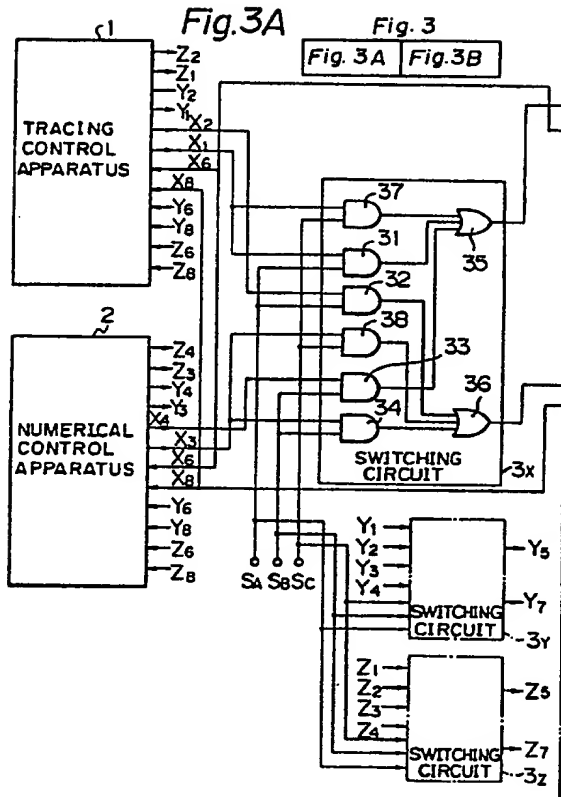 Fig.3A
Fig. 3
Fig. 3A
Fig. 3B
1
TRACING
CONTROL
APPARATUS
Z2
Z1
Y2
Y1
X2
X1
X6
X8
Y6
Y8
Z6
Z8
2
NUMERICAL
CONTROL
APPARATUS
Z4
Z3
Y4
Y3
X4
X3
X6
X8
Y6
Y8
Z6
Z8
37
31
32
38
33
34
35
36
SWITCHING
CIRCUIT
3X
SA
SB
SC
Y1
Y2
Y3
Y4
Y5
Y7
SWITCHING
CIRCUIT
3Y
Z1
Z2
Z3
Z4
Z5
Z7
SWITCHING
CIRCUIT
3Z